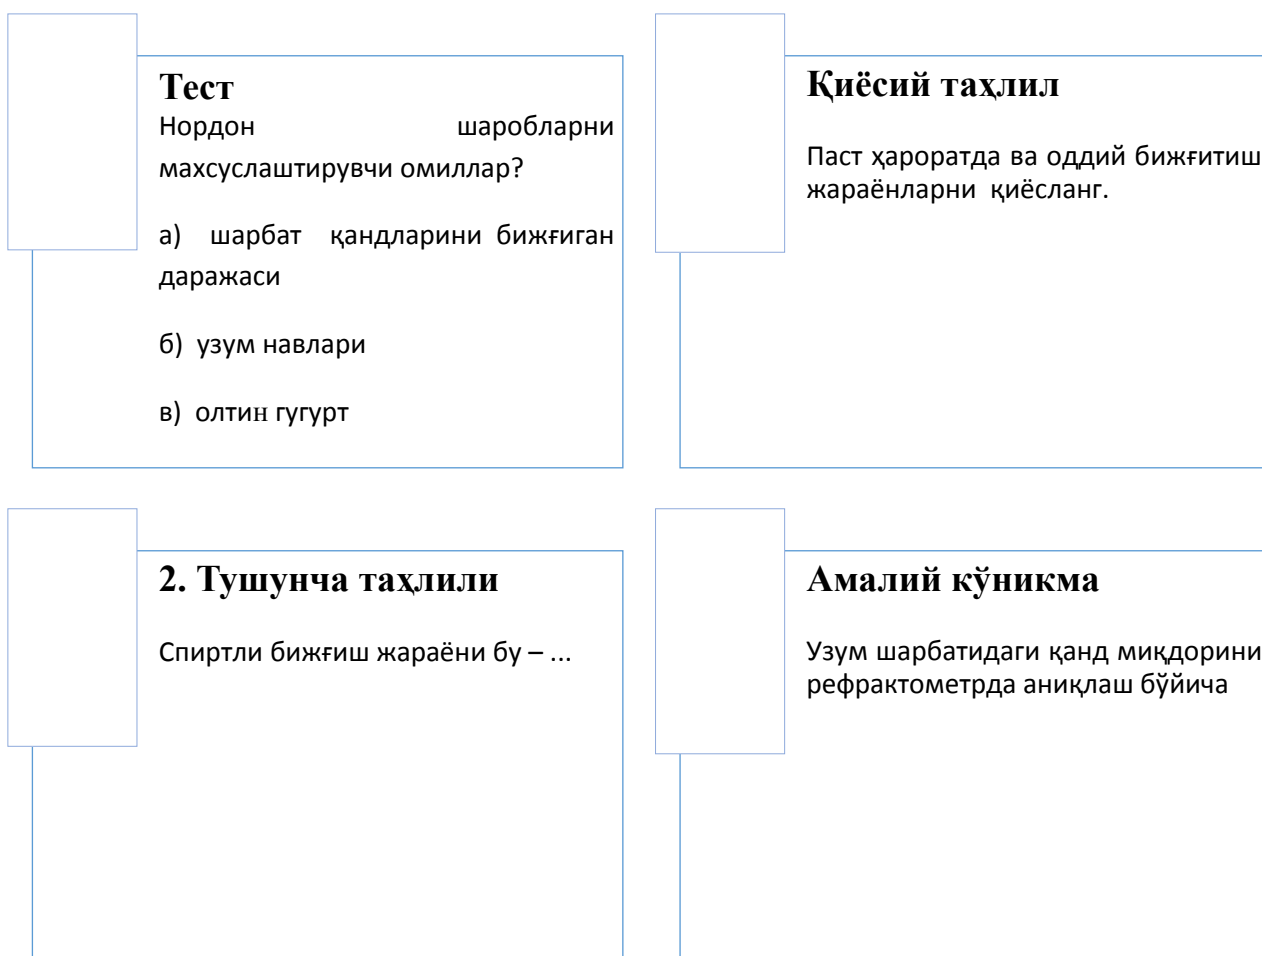 Тест
Нордон шаробларни
махсуслаштирувчи омиллар?
а) шарбат қандларини бижғиган
даражаси
б) узум навлари
в) олтин гугурт
Қиёсий таҳлил
Паст ҳароратда ва оддий бижғитиш
жараёнларни қиёсланг.
2. Тушунча таҳлили
Спиртли бижғиш жараёни бу – ...
Амалий кўникма
Узум шарбатидаги қанд миқдорини
рефрактометрда аниқлаш бўйича